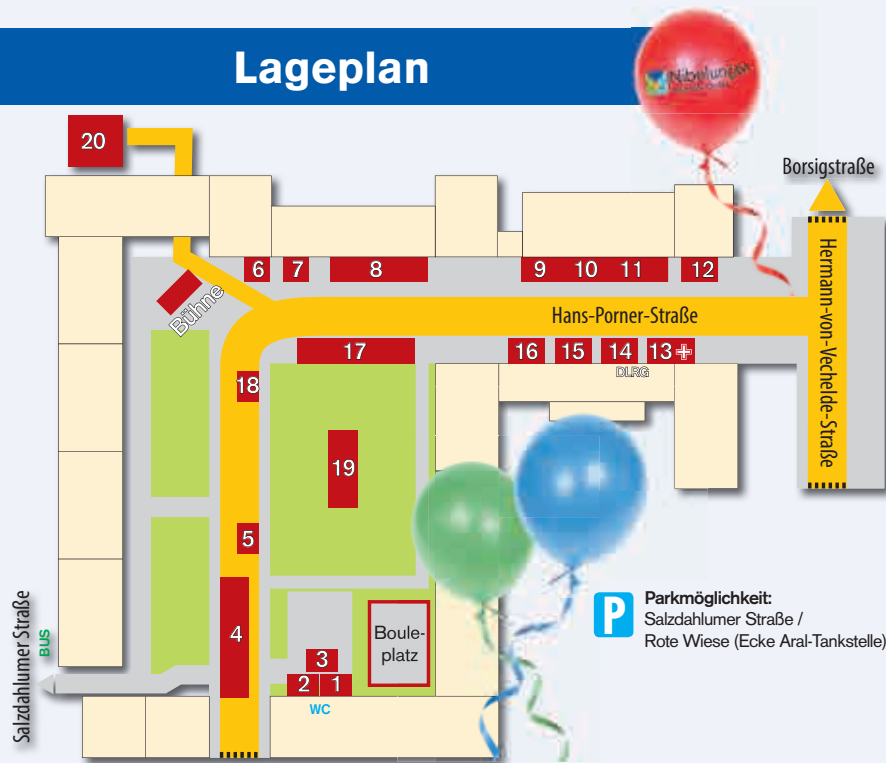 Lageplan
Nibelungen
Borsigstraße
20
6
7
8
9
10
11
12
Bühne
Hans-Porner-Straße
Hermann-von-Vechelde-Straße
17
16
15
14
13
DLRG
18
19
5
4
Boule-
platz
3
2
1
WC
Salzdahlumer Straße
BUS
P
Parkmöglichkeit:
Salzdahlumer Straße /
Rote Wiese (Ecke Aral-Tankstelle)